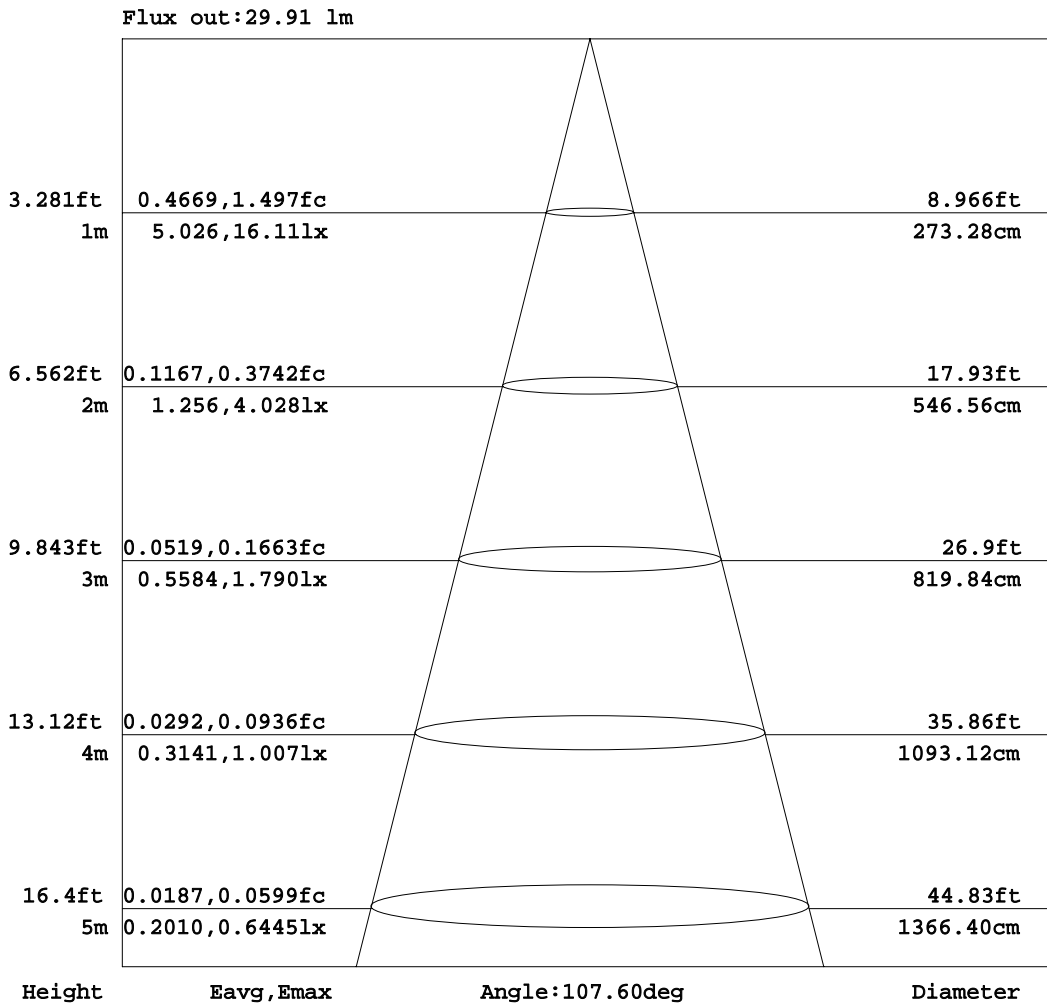 Flux out:29.91 lm
3.281ft 0.4669,1.497fc 8.966ft
1m 5.026,16.11lx 273.28cm
6.562ft 0.1167,0.3742fc 17.93ft
2m 1.256,4.028lx 546.56cm
9.843ft 0.0519,0.1663fc 26.9ft
3m 0.5584,1.790lx 819.84cm
13.12ft 0.0292,0.0936fc 35.86ft
4m 0.3141,1.007lx 1093.12cm
16.4ft 0.0187,0.0599fc 44.83ft
5m 0.2010,0.6445lx 1366.40cm
Height Eavg,Emax Angle:107.60deg Diameter